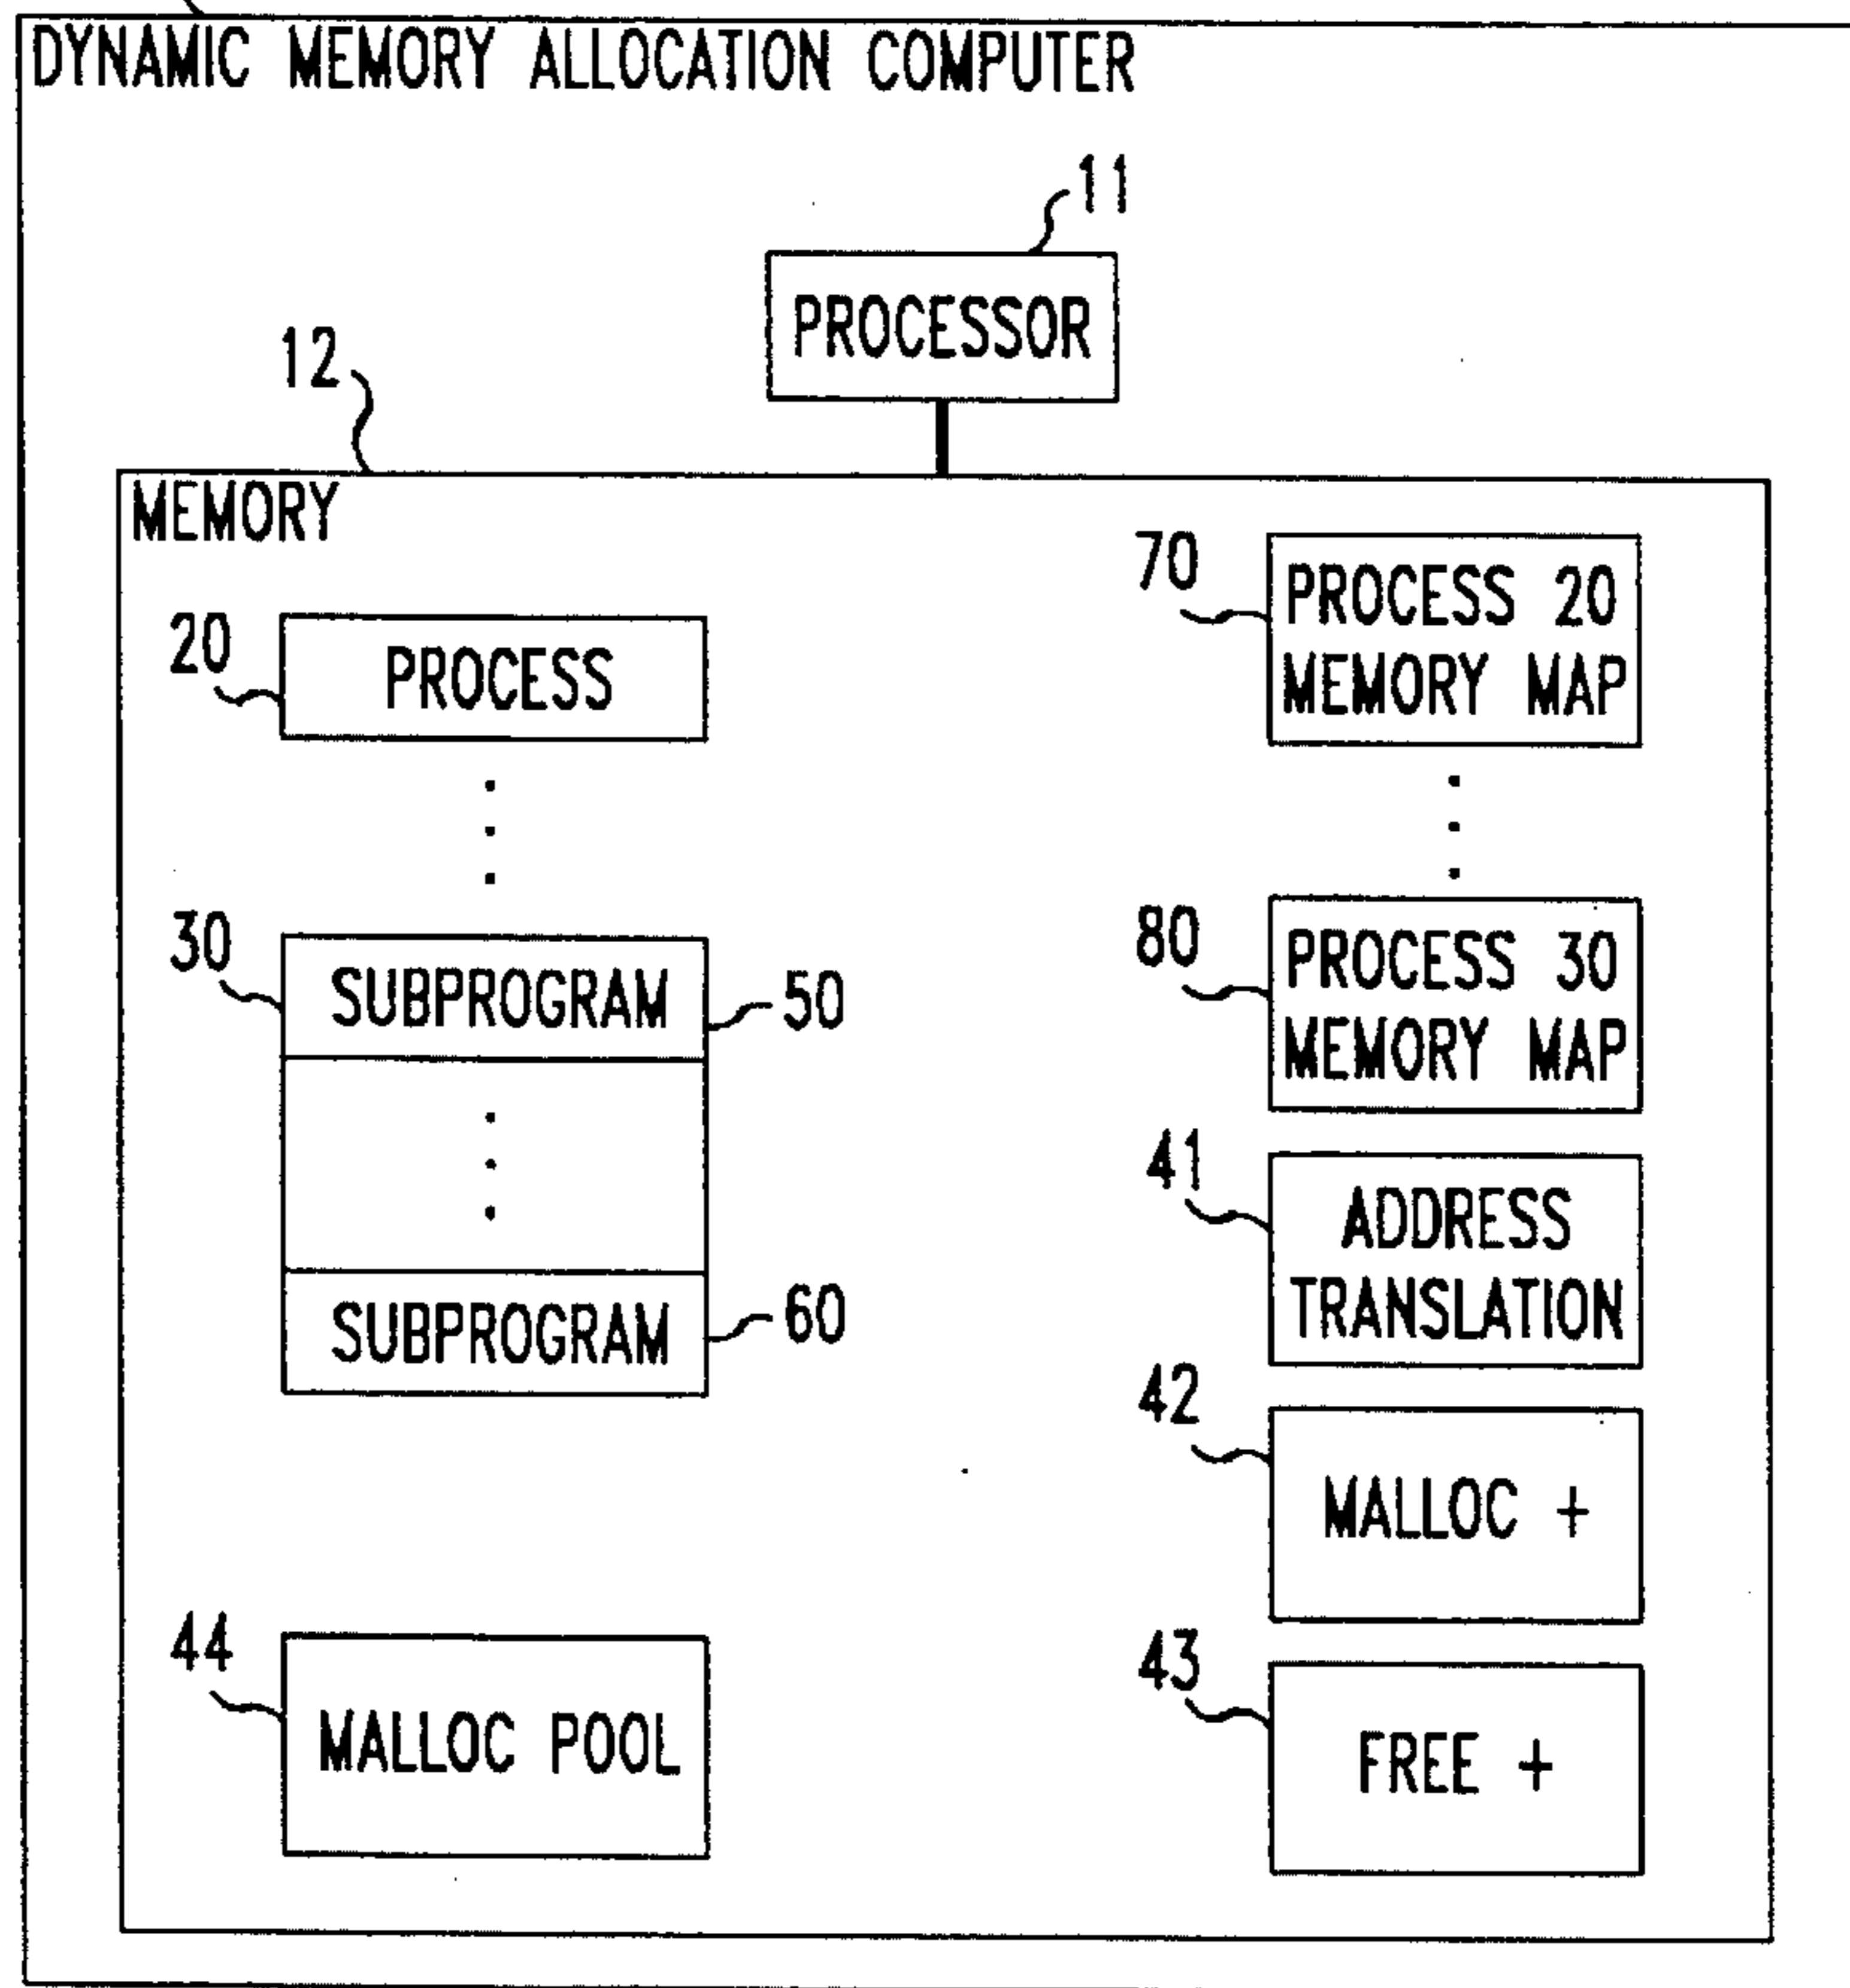 DYNAMIC MEMORY ALLOCATION COMPUTER
11
PROCESSOR
12
MEMORY
20
PROCESS
30
SUBPROGRAM
50
SUBPROGRAM
60
44
MALLOC POOL
70
PROCESS 20
MEMORY MAP
80
PROCESS 30
MEMORY MAP
41
ADDRESS
TRANSLATION
42
MALLOC +
43
FREE +